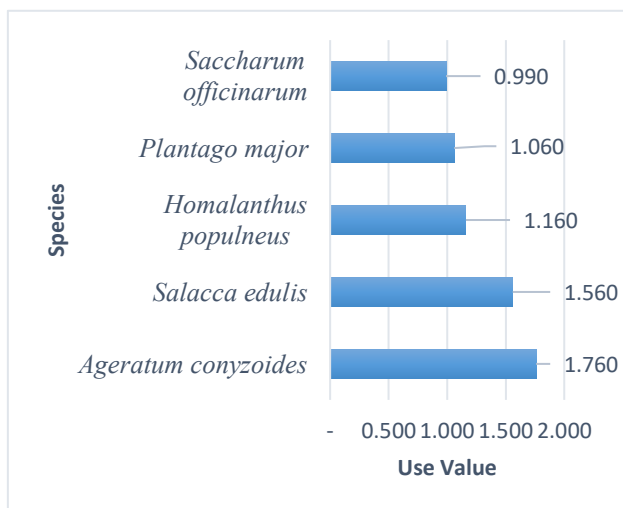 Saccharum
officinarum
0.990
Plantago major
1.060
Species
Homalanthus
populneus
1.160
Salacca edulis
1.560
Ageratum conyzoides
1.760
- 0.500 1.000 1.500 2.000
Use Value